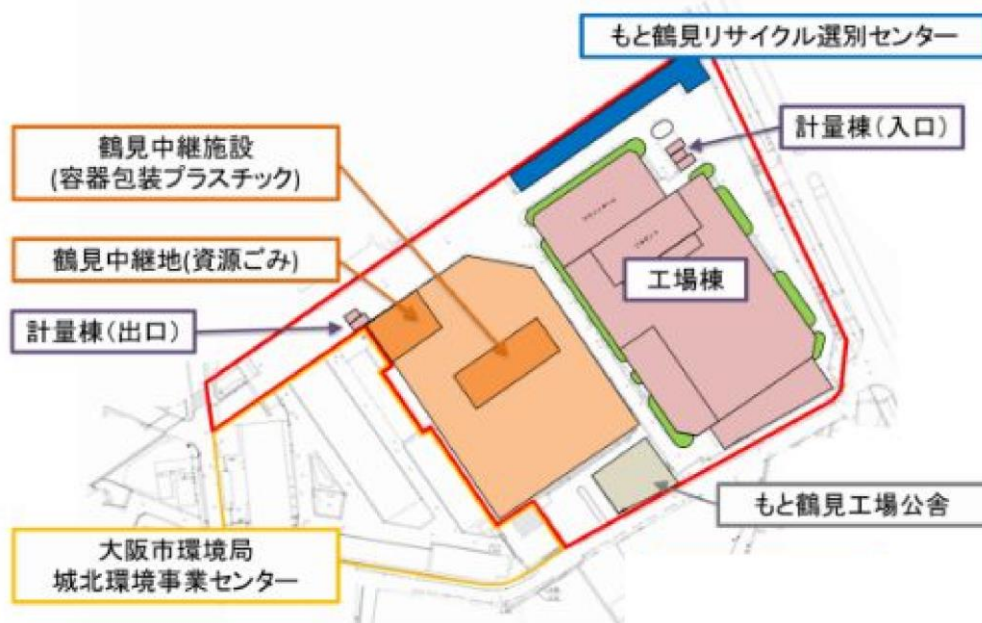 もと鶴見リサイクル選別センター
計量棟(入口)
鶴見中継施設
(容器包装プラスチック)
鶴見中継地(資源ごみ)
工場棟
計量棟(出口)
もと鶴見工場公舎
大阪市環境局
城北環境事業センター